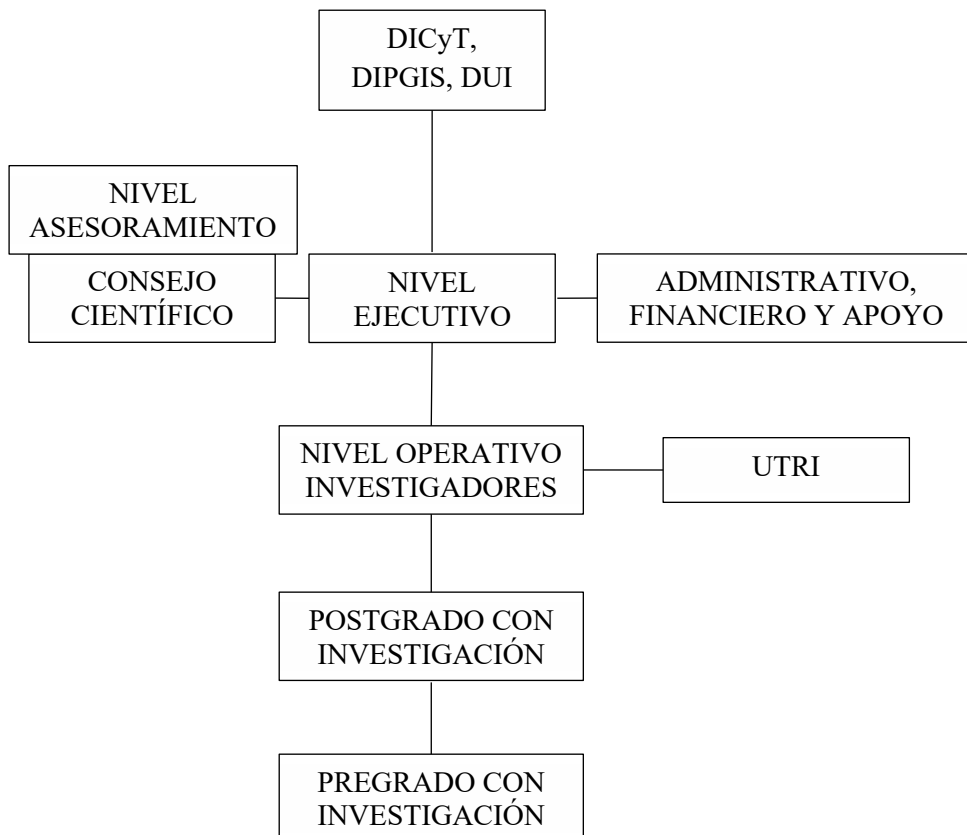 DICyT,
DIPGIS, DUI
NIVEL
ASESORAMIENTO
CONSEJO
CIENTÍFICO
NIVEL
EJECUTIVO
ADMINISTRATIVO,
FINANCIERO Y APOYO
NIVEL OPERATIVO
INVESTIGADORES
UTRI
POSTGRADO CON
INVESTIGACIÓN
PREGRADO CON
INVESTIGACIÓN